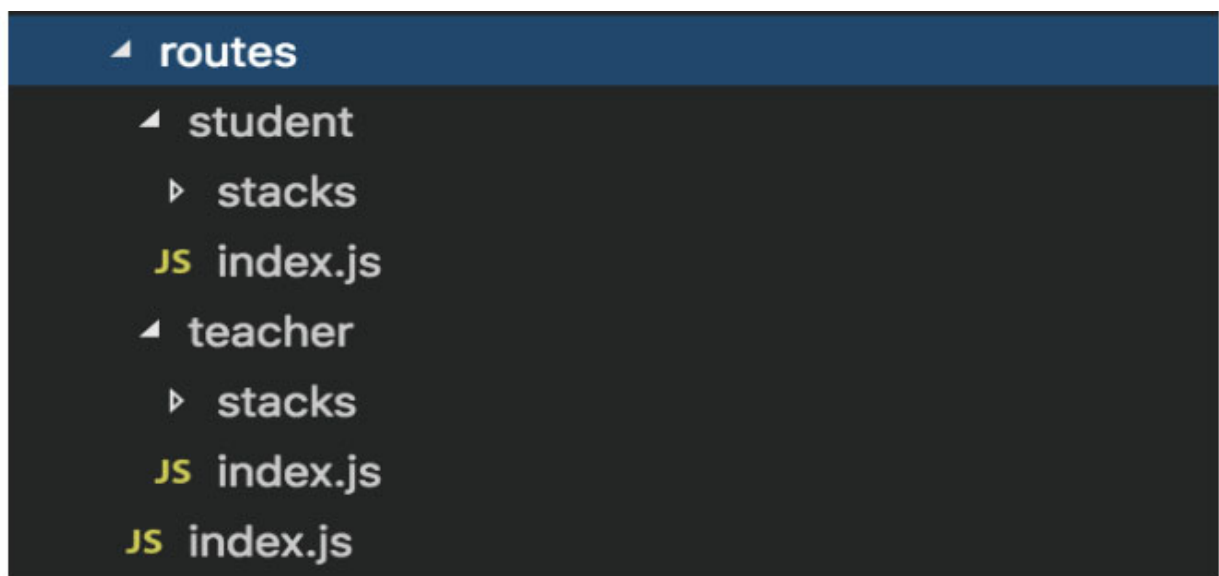 routes
student
stacks
JS index.js
teacher
stacks
JS index.js
JS index.js